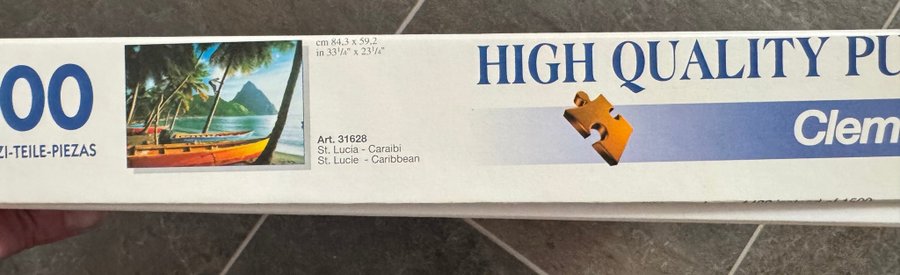 00
ZI-TEILE-PIEZAS
cm 84,3 x 59,2
in 33¼" x 23¼"
Art. 31628
St. Lucia - Caraibi
St. Lucie - Caribbean
HIGH QUALITY PU
Clem